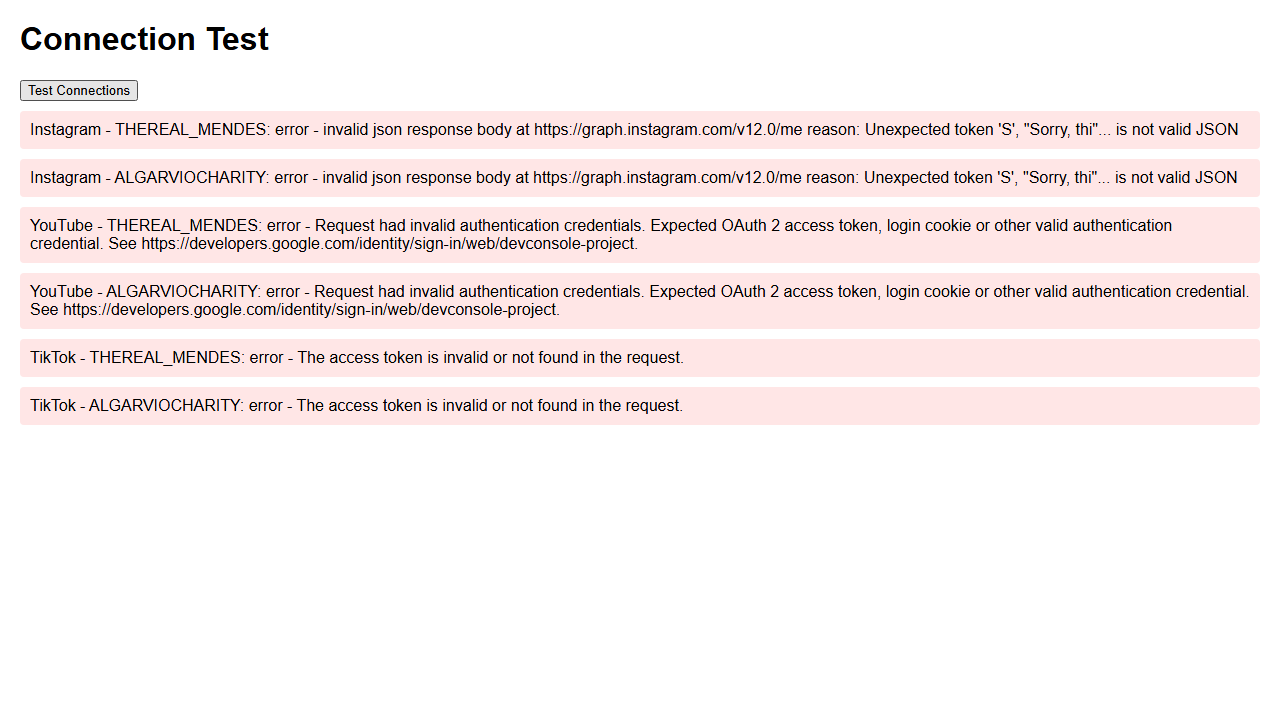 Connection Test
Test Connections
Instagram - THEREAL_MENDES: error - invalid json response body at https://graph.instagram.com/v12.0/me reason: Unexpected token 'S', "Sorry, thi"... is not valid JSON
Instagram - ALGARVIOCHARITY: error - invalid json response body at https://graph.instagram.com/v12.0/me reason: Unexpected token 'S', "Sorry, thi"... is not valid JSON
YouTube - THEREAL_MENDES: error - Request had invalid authentication credentials. Expected OAuth 2 access token, login cookie or other valid authentication
credential. See https://developers.google.com/identity/sign-in/web/devconsole-project.
YouTube - ALGARVIOCHARITY: error - Request had invalid authentication credentials. Expected OAuth 2 access token, login cookie or other valid authentication credential.
See https://developers.google.com/identity/sign-in/web/devconsole-project.
TikTok - THEREAL_MENDES: error - The access token is invalid or not found in the request.
TikTok - ALGARVIOCHARITY: error - The access token is invalid or not found in the request.